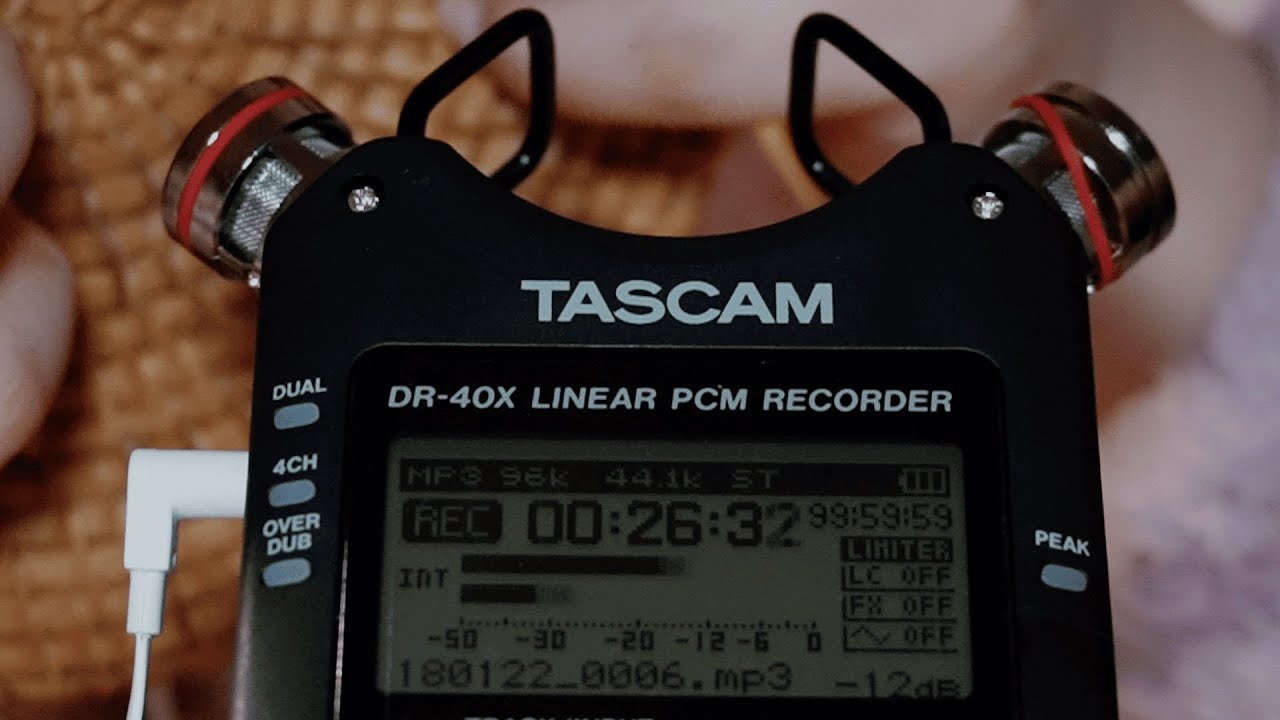 TASCAM
DR-40X LINEAR PCM RECORDER
DUAL
4CH
OVER
DUB
PEAK
MP3 96k 44.1k ST
REC 00:26:32 99:59:59
LIMITER
LC OFF
FX OFF
OFF
INT
-50 -30 -20 -12 -6 0
180122_0006.mp3 -12dB